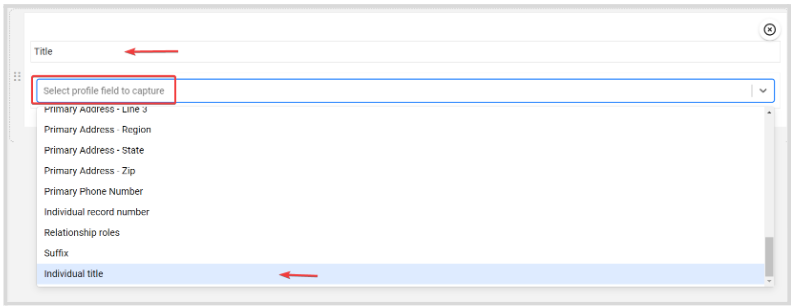 Title
Select profile field to capture
Primary Address - Line 3
Primary Address - Region
Primary Address - State
Primary Address - Zip
Primary Phone Number
Individual record number
Relationship roles
Suffix
Individual title